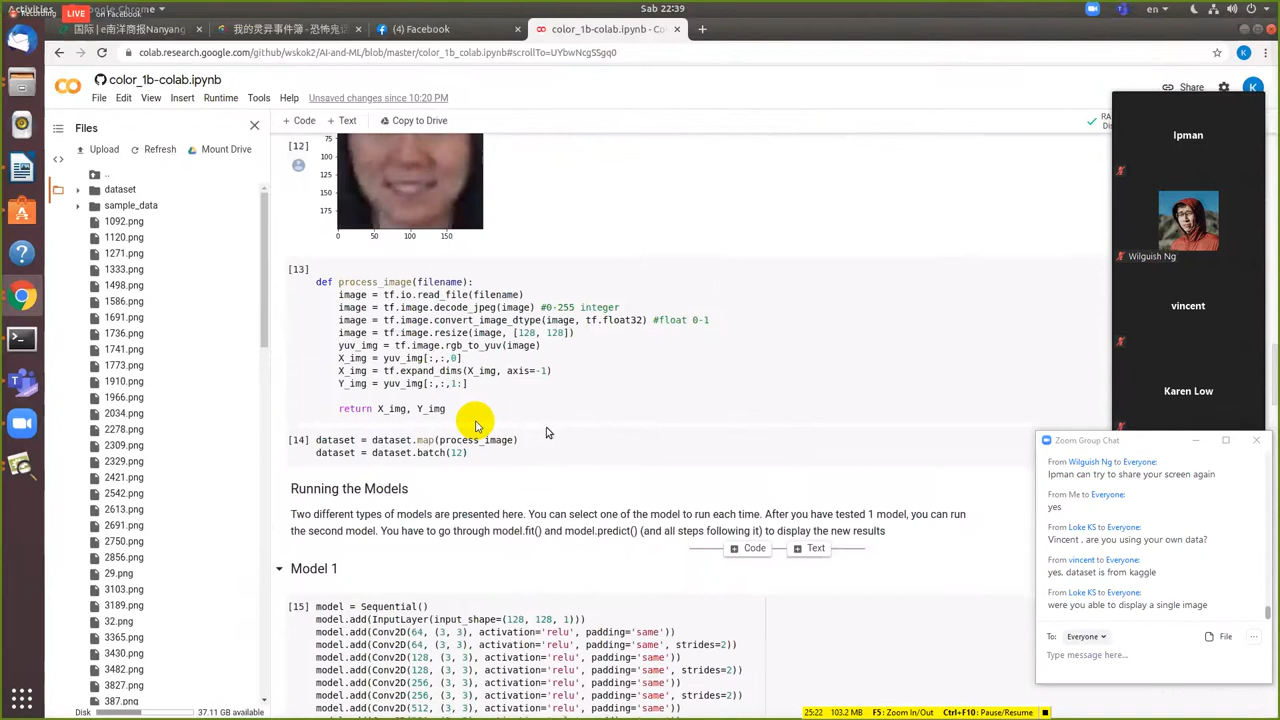 Activities
Google Chrome
Recording
LIVE
on Facebook
Sab 22:39
en
国际 | e南洋商报Nanyang
我的灵异事件簿 - 恐怖鬼话
(4) Facebook
color_1b-colab.ipynb - Co
colab.research.google.com/github/wskok2/AI-and-ML/blob/master/color_1b_colab.ipynb#scrollTo=UYbwNcgSSgq0
K
color_1b-colab.ipynb
Share
K
File Edit View Insert Runtime Tools Help Unsaved changes since 10:20 PM
Files
+ Code + Text Copy to Drive
RA
Di
Upload Refresh Mount Drive
..
dataset
sample_data
1092.png
1120.png
1271.png
1333.png
1498.png
1586.png
1691.png
1736.png
1741.png
1773.png
1910.png
1966.png
2034.png
2278.png
2309.png
2329.png
2421.png
2542.png
2613.png
2691.png
2750.png
2856.png
29.png
3103.png
3189.png
32.png
3365.png
3430.png
3482.png
3827.png
387.png
Disk 37.11 GB available
[12]
75
100
125
150
175
0 50 100 150
[13]
def process_image(filename):
image = tf.io.read_file(filename)
image = tf.image.decode_jpeg(image) #0-255 integer
image = tf.image.convert_image_dtype(image, tf.float32) #float 0-1
image = tf.image.resize(image, [128, 128])
yuv_img = tf.image.rgb_to_yuv(image)
X_img = yuv_img[:,:,0]
X_img = tf.expand_dims(X_img, axis=-1)
Y_img = yuv_img[:,:,1:]
return X_img, Y_img
[14] dataset = dataset.map(process_image)
dataset = dataset.batch(12)
Running the Models
Two different types of models are presented here. You can select one of the model to run each time. After you have tested 1 model, you can run
the second model. You have to go through model.fit() and model.predict() (and all steps following it) to display the new results
Code Text
Model 1
[15] model = Sequential()
model.add(InputLayer(input_shape=(128, 128, 1)))
model.add(Conv2D(64, (3, 3), activation='relu', padding='same'))
model.add(Conv2D(64, (3, 3), activation='relu', padding='same', strides=2))
model.add(Conv2D(128, (3, 3), activation='relu', padding='same'))
model.add(Conv2D(128, (3, 3), activation='relu', padding='same', strides=2))
model.add(Conv2D(256, (3, 3), activation='relu', padding='same'))
model.add(Conv2D(256, (3, 3), activation='relu', padding='same', strides=2))
Ipman
Wilguish Ng
vincent
Karen Low
Zoom Group Chat
From Wilguish Ng to Everyone:
Ipman can try to share your screen again
From Me to Everyone:
yes
From Loke KS to Everyone:
Vincent , are you using your own data?
From vincent to Everyone:
yes, dataset is from kaggle
From Loke KS to Everyone:
were you able to display a single image
To: Everyone File
Type message here...
25:22 103.2 MB F5: Zoom In/Out Ctrl+F10: Pause/Resume